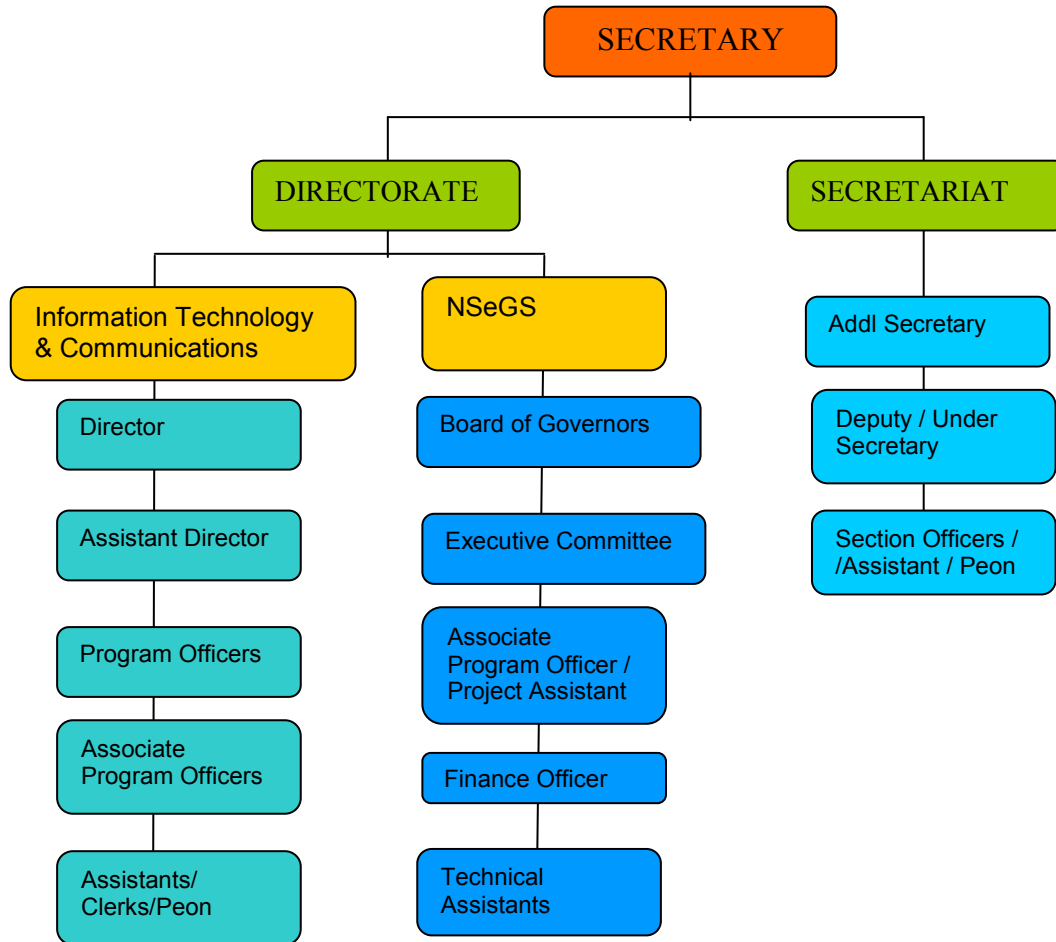 SECRETARY
DIRECTORATE
SECRETARIAT
Information Technology
& Communications
NSeGS
Addl Secretary
Director
Board of Governors
Deputy / Under
Secretary
Assistant Director
Executive Committee
Section Officers /
/Assistant / Peon
Program Officers
Associate
Program Officer /
Project Assistant
Associate
Program Officers
Finance Officer
Assistants/
Clerks/Peon
Technical
Assistants